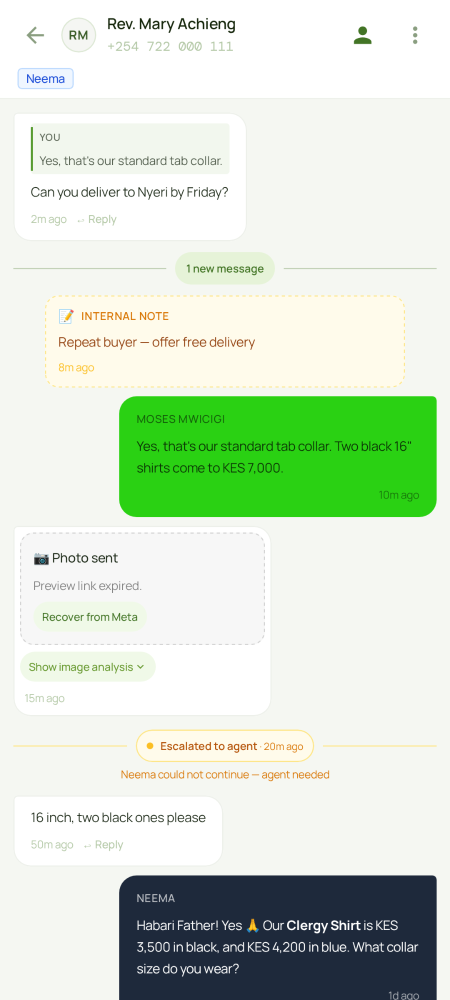 RM
Rev. Mary Achieng
+254 722 000 111
Neema
YOU
Yes, that's our standard tab collar.
Can you deliver to Nyeri by Friday?
2m ago Reply
1 new message
📝 INTERNAL NOTE
Repeat buyer — offer free delivery
8m ago
MOSES MWICIGI
Yes, that's our standard tab collar. Two black 16"
shirts come to KES 7,000.
10m ago
📷 Photo sent
Preview link expired.
Recover from Meta
Show image analysis
15m ago
Escalated to agent · 20m ago
Neema could not continue — agent needed
16 inch, two black ones please
50m ago Reply
NEEMA
Habari Father! Yes 🙏 Our Clergy Shirt is KES
3,500 in black, and KES 4,200 in blue. What collar
size do you wear?
1d ago